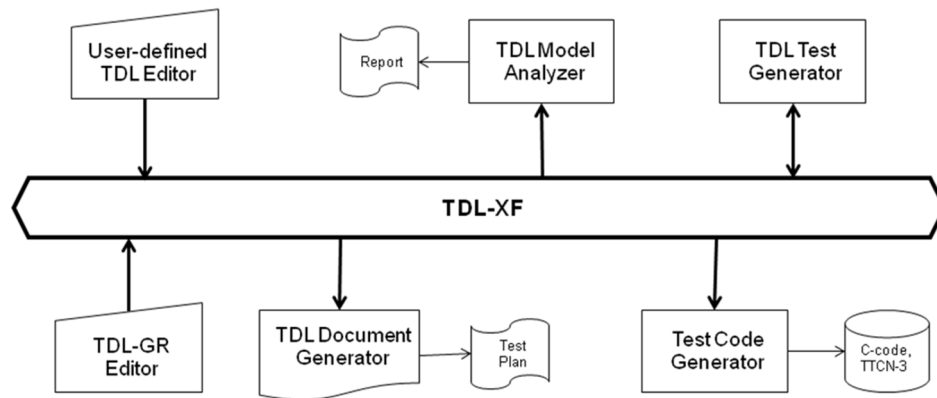 User-defined
TDL Editor
Report
TDL Model
Analyzer
TDL Test
Generator
TDL-XF
TDL-GR
Editor
TDL Document
Generator
Test
Plan
Test Code
Generator
C-code,
TTCN-3